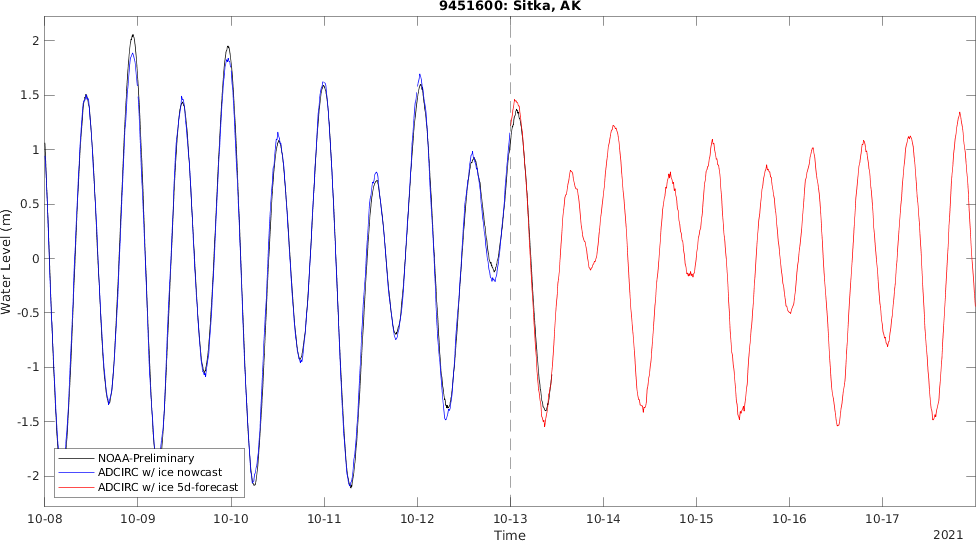 9451600: Sitka, AK
2
1.5
1
0.5
0
-0.5
-1
-1.5
-2
Water Level (m)
NOAA-Preliminary
ADCIRC w/ ice nowcast
ADCIRC w/ ice 5d-forecast
10-08 10-09 10-10 10-11 10-12 10-13 10-14 10-15 10-16 10-17
Time
2021